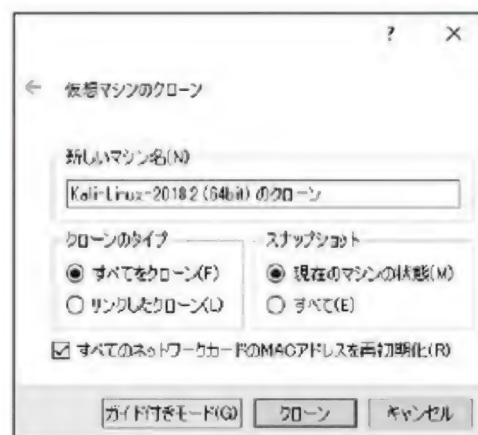 ?
×
← 仮想マシンのクローン
新しいマシン名(N)
Kali-Linux-2018.2 (64bit) のクローン
クローンのタイプ
すべてをクローン(F)
リンクしたクローン(L)
スナップショット
現在のマシンの状態(M)
すべて(E)
すべてのネットワークカードのMACアドレスを再初期化(R)
ガイド付きモード(G) クローン キャンセル